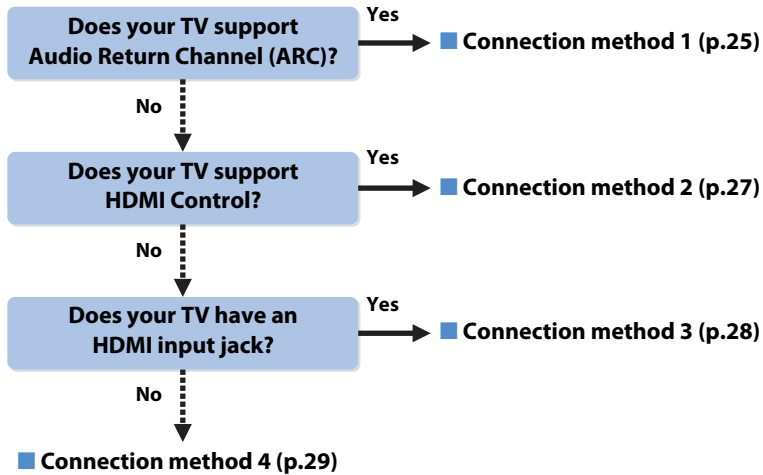 Does your TV support
Audio Return Channel (ARC)?
Yes
■ Connection method 1 (p.25)
No
Does your TV support
HDMI Control?
Yes
■ Connection method 2 (p.27)
No
Does your TV have an
HDMI input jack?
Yes
■ Connection method 3 (p.28)
No
■ Connection method 4 (p.29)